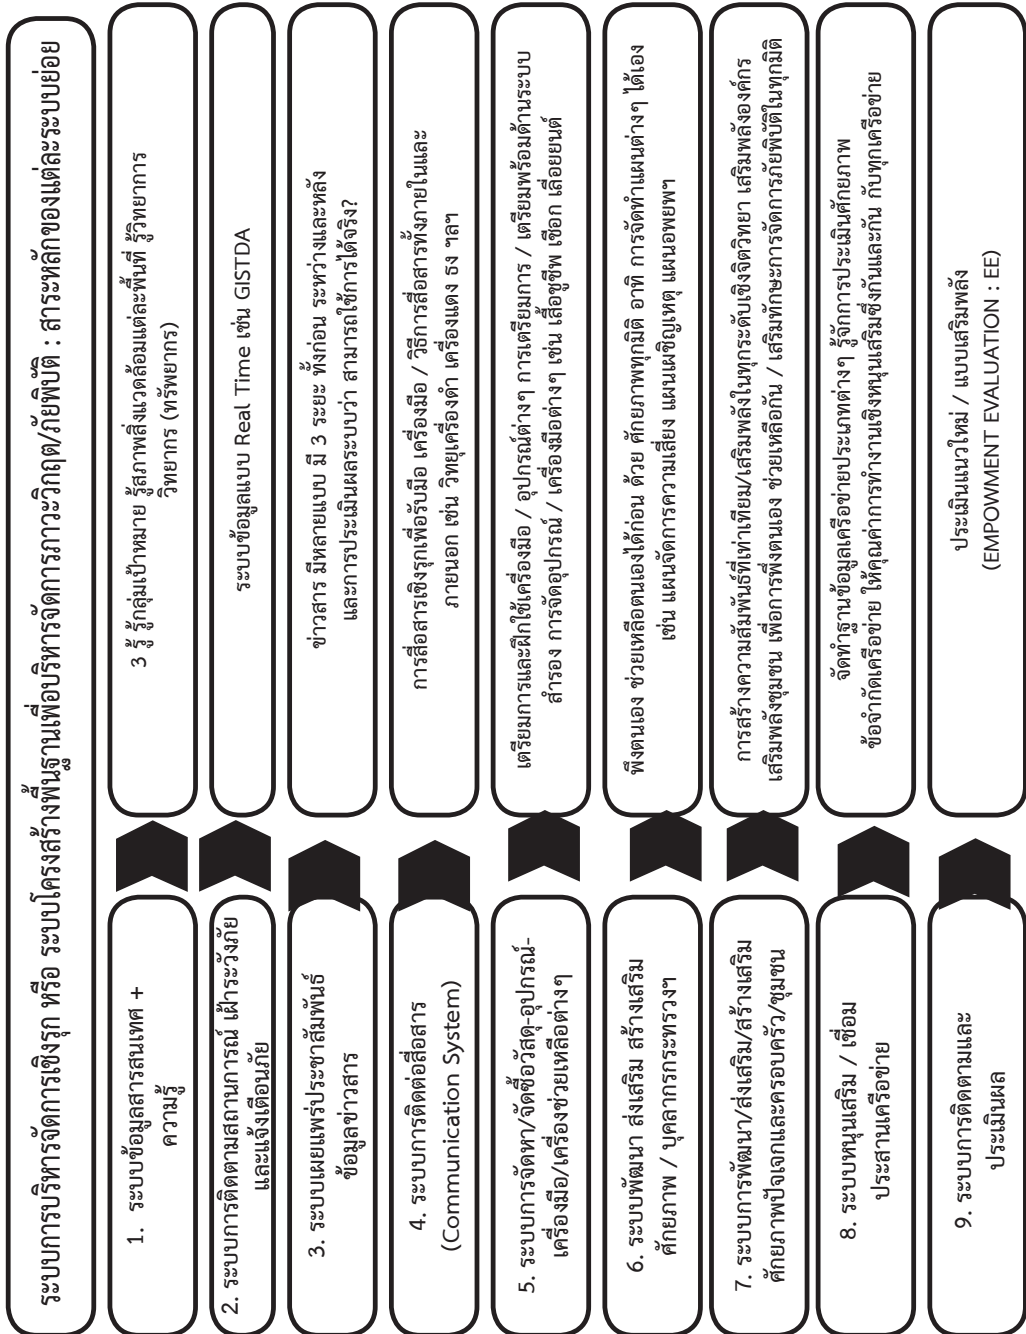 ระบบการบริหารจัดการเชิงรุก หรือ ระบบโครงสร้างพื้นฐานเพื่อบริหารจัดการภาวะวิกฤต/ภัยพิบัติ : สาระหลักของแต่ละระบบย่อย
1. ระบบข้อมูลสารสนเทศ +
ความรู้
3 รู้ รู้กลุ่มเป้าหมาย รู้สภาพสิ่งแวดล้อมแต่ละพื้นที่ รู้วิทยาการ
วิทยากร (ทรัพยากร)
2. ระบบการติดตามสถานการณ์ เฝ้าระวังภัย
และแจ้งเตือนภัย
ระบบข้อมูลแบบ Real Time เช่น GISTDA
3. ระบบเผยแพร่ประชาสัมพันธ์
ข้อมูลข่าวสาร
ข่าวสาร มีหลายแบบ มี 3 ระยะ ทั้งก่อน ระหว่างและหลัง
และการประเมินผลระบบว่า สามารถใช้การได้จริง?
4. ระบบการติดต่อสื่อสาร
(Communication System)
การสื่อสารเชิงรุกเพื่อรับมือ เครื่องมือ / วิธีการสื่อสารทั้งภายในและ
ภายนอก เช่น วิทยุเครื่องดำ เครื่องแดง ธง ฯลฯ
5. ระบบการจัดหา/จัดซื้อวัสดุ-อุปกรณ์-
เครื่องมือ/เครื่องช่วยเหลือต่างๆ
เตรียมการและฝึกใช้เครื่องมือ / อุปกรณ์ต่างๆ การเตรียมการ / เตรียมพร้อมด้านระบบ
สำรอง การจัดอุปกรณ์ / เครื่องมือต่างๆ เช่น เสื้อชูชีพ เชือก เลื่อยยนต์
6. ระบบพัฒนา ส่งเสริม สร้างเสริม
ศักยภาพ / บุคลากรกระทรวงฯ
พึ่งตนเอง ช่วยเหลือตนเองได้ก่อน ด้วย ศักยภาพทุกมิติ อาทิ การจัดทำแผนต่างๆ ได้เอง
เช่น แผนจัดการความเสี่ยง แผนเผชิญเหตุ แผนอพยพฯ
7. ระบบการพัฒนา/ส่งเสริม/สร้างเสริม
ศักยภาพปัจเจกและครอบครัว/ชุมชน
การสร้างความสัมพันธ์ที่เท่าเทียม/เสริมพลังในทุกระดับเชิงจิตวิทยา เสริมพลังองค์กร
เสริมพลังชุมชน เพื่อการพึ่งตนเอง ช่วยเหลือกัน / เสริมทักษะการจัดการภัยพิบัติในทุกมิติ
8. ระบบหนุนเสริม / เชื่อม
ประสานเครือข่าย
จัดทำฐานข้อมูลเครือข่ายประเภทต่างๆ รู้จักการประเมินศักยภาพ
ข้อจำกัดเครือข่าย ให้คุณค่าการทำงานเชิงหนุนเสริมซึ่งกันและกัน กับทุกเครือข่าย
9. ระบบการติดตามและ
ประเมินผล
ประเมินแนวใหม่ / แบบเสริมพลัง
(EMPOWMENT EVALUATION : EE)